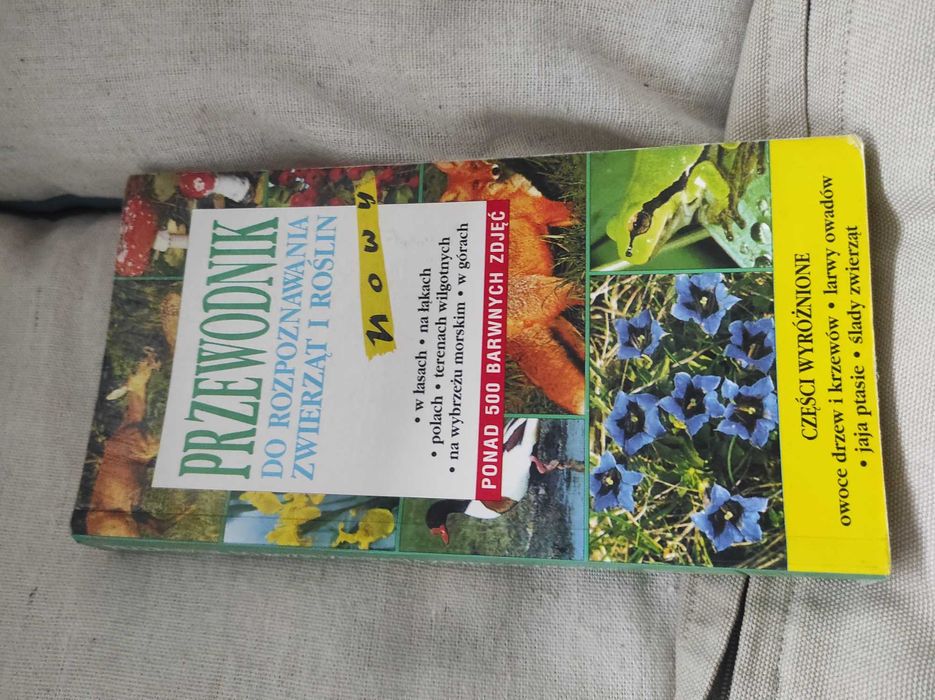 PRZEWODNIK
DO ROZPOZNAWANIA
ZWIERZĄT I ROŚLIN
nowy
• w lasach • na łąkach
• polach • terenach wilgotnych
• na wybrzeżu morskim • w górach
PONAD 500 BARWNYCH ZDJĘĆ
CZĘŚCI WYRÓŻNIONE
owoce drzew i krzewów • larwy owadów
• jaja ptasie • ślady zwierząt